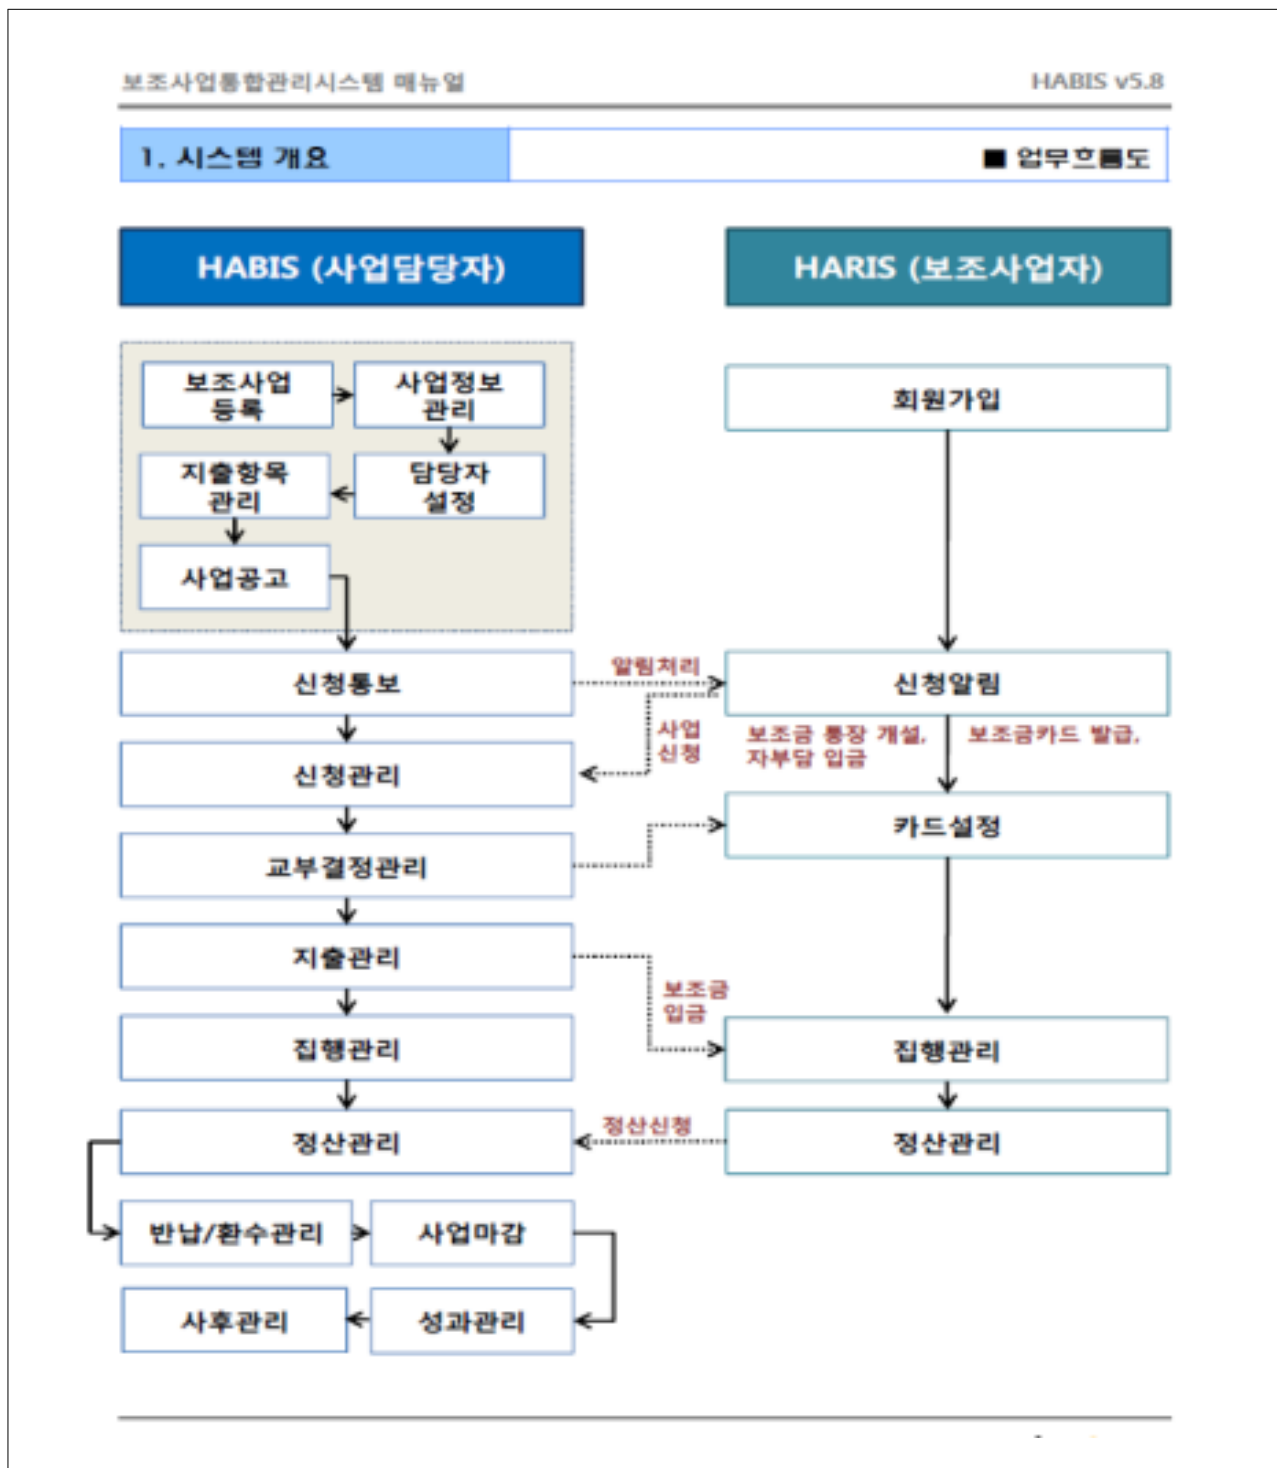 보조사업통합관리시스템 매뉴얼
HABIS v5.8
1. 시스템 개요
■ 업무흐름도
HABIS (사업담당자)
HARIS (보조사업자)
보조사업
등록
사업정보
관리
회원가입
지출항목
관리
담당자
설정
사업공고
신청통보
알림처리
신청알림
사업
신청
보조금 통장 개설,
자부담 입금
보조금카드 발급,
신청관리
카드설정
교부결정관리
지출관리
보조금
입금
집행관리
집행관리
정산관리
정산신청
정산관리
반납/환수관리
사업마감
사후관리
성과관리